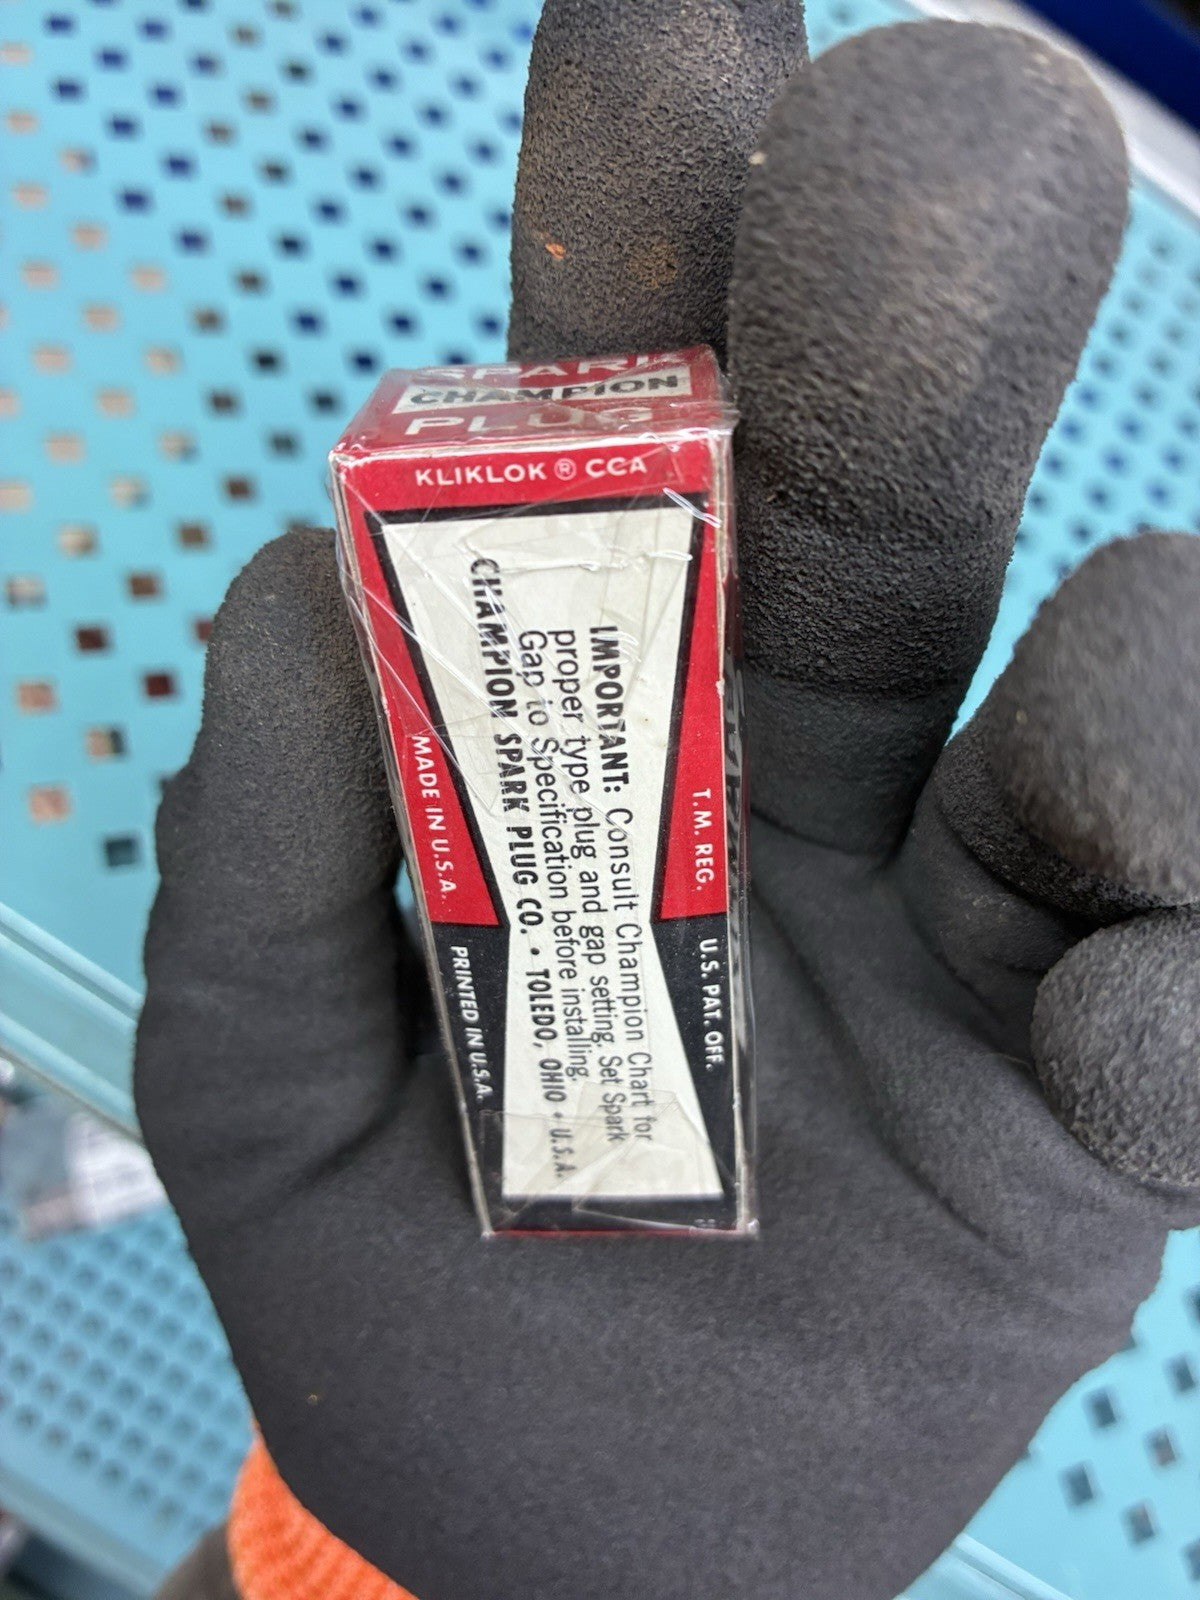 SPARK
CHAMPION
PLUG
KLIKLOK ® CCA
IMPORTANT: Consult Champion Chart for
proper type plug and gap setting. Set Spark
Gap to Specification before installing.
CHAMPION SPARK PLUG CO. • TOLEDO, OHIO • U.S.A.
MADE IN U.S.A.
PRINTED IN U.S.A.
T.M. REG.
U.S. PAT. OFF.